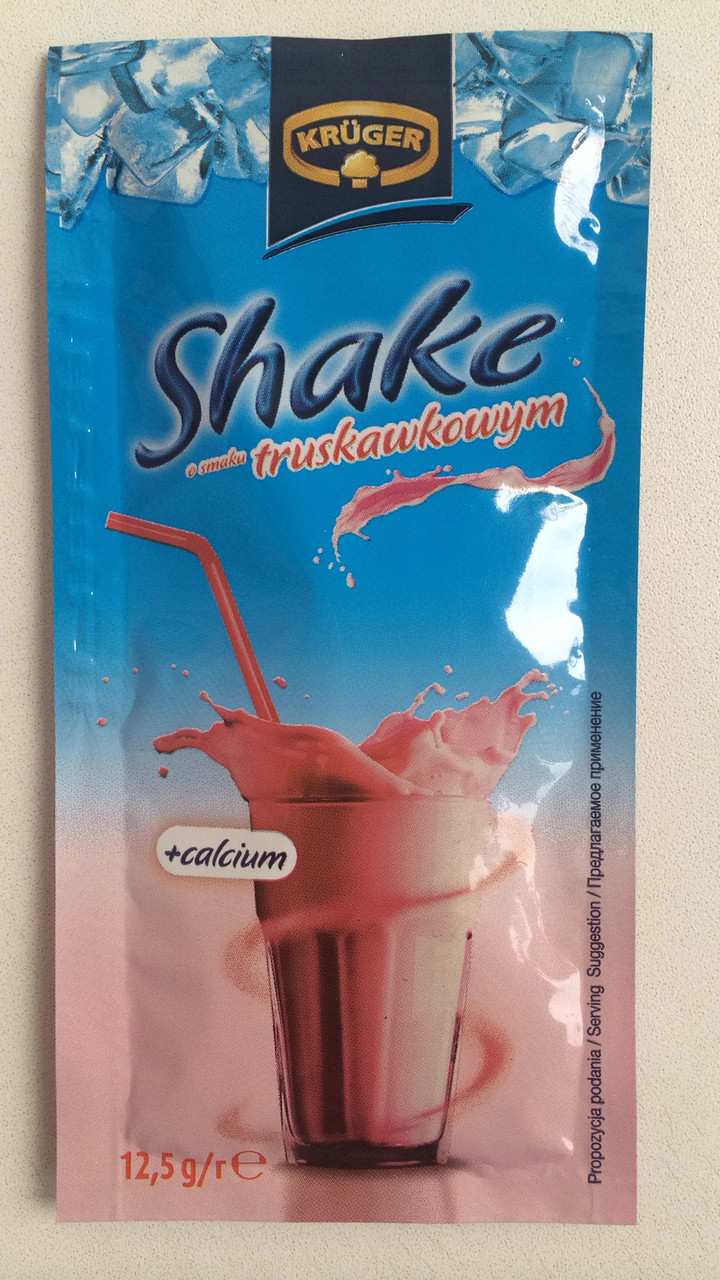 KRÜGER
Shake
o smaku truskawkowym
+calcium
12,5 g/г ℮
Propozycja podania / Serving Suggestion / Предлагаемое применение